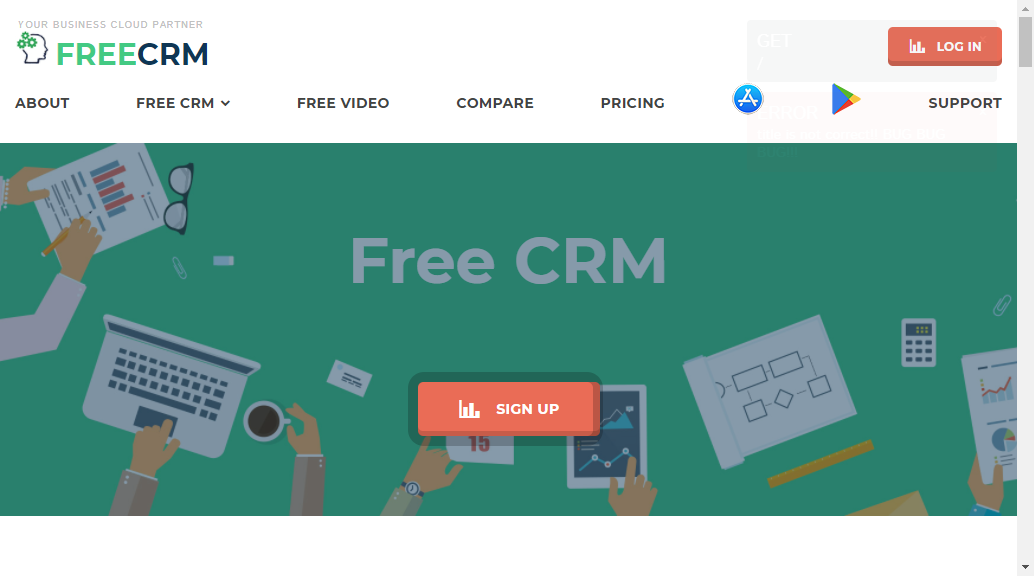 YOUR BUSINESS CLOUD PARTNER
FREECRM
GET
/
LOG IN
ABOUT
FREE CRM
FREE VIDEO
COMPARE
PRICING
SUPPORT
ERROR
Free CRM
SIGN UP
15